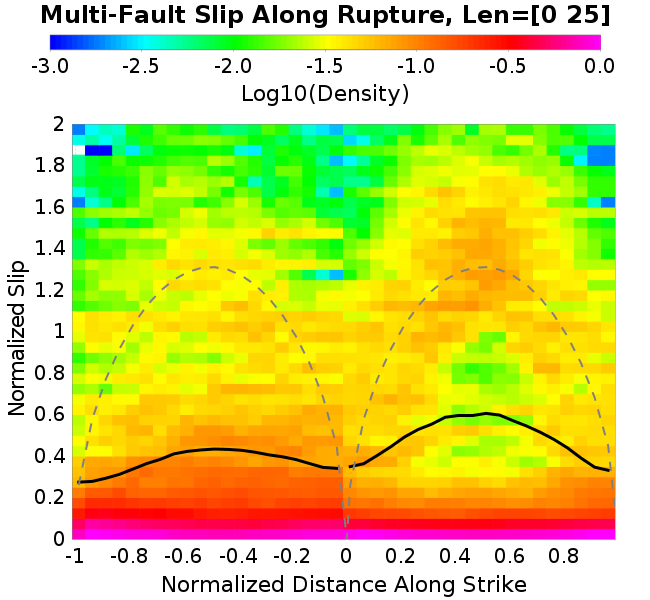 Multi-Fault Slip Along Rupture, Len=[0 25]
-3.0 -2.5 -2.0 -1.5 -1.0 -0.5 0.0
Log10(Density)
2
1.8
1.6
1.4
1.2
1
0.8
0.6
0.4
0.2
0
Normalized Slip
-1 -0.8 -0.6 -0.4 -0.2 0 0.2 0.4 0.6 0.8
Normalized Distance Along Strike